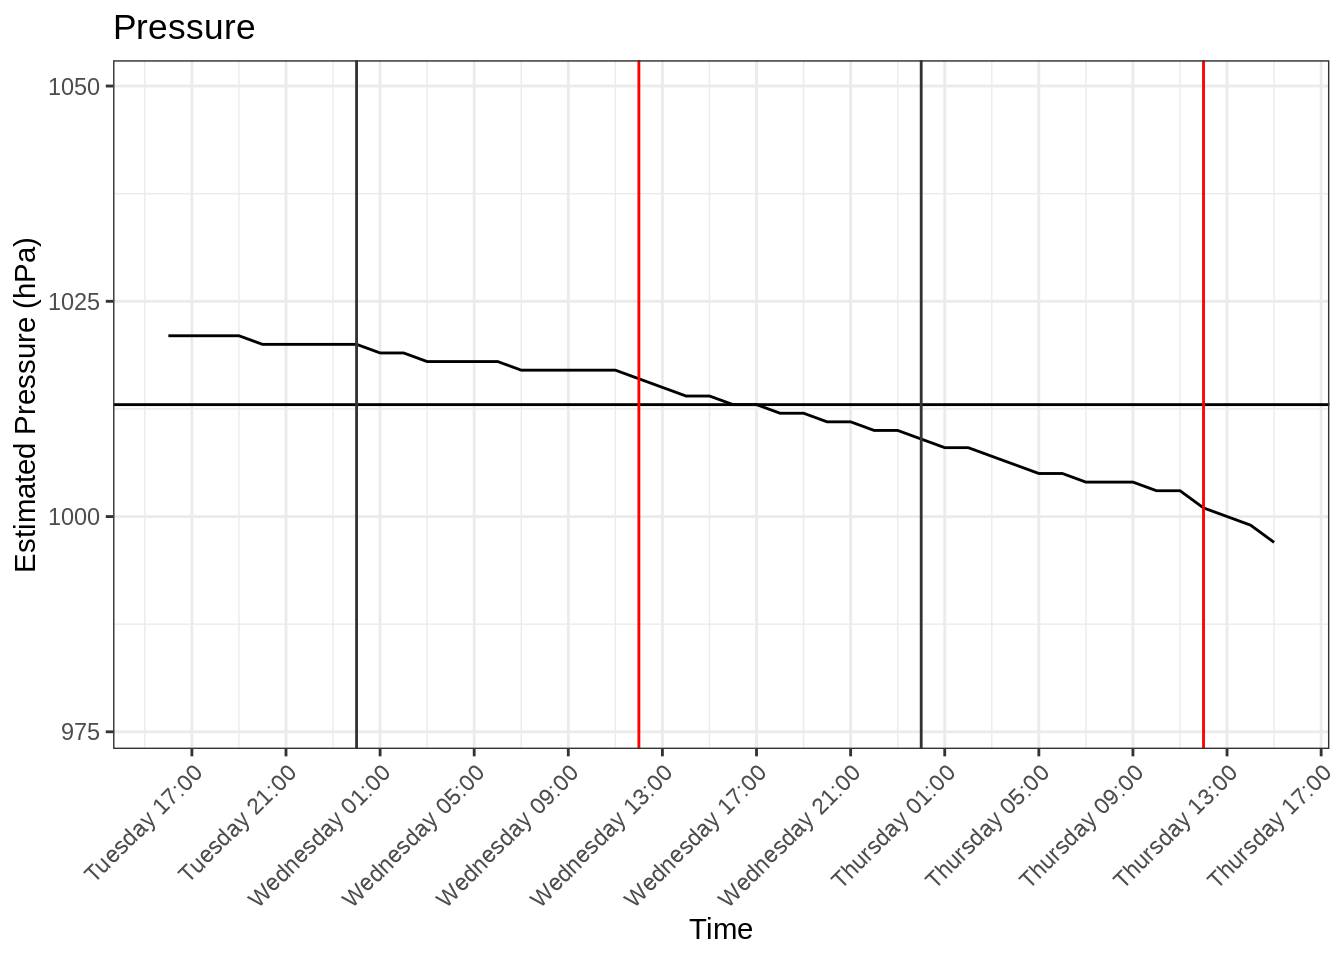 Pressure
Estimated Pressure (hPa)
1050
1025
1000
975
Tuesday 17:00
Tuesday 21:00
Wednesday 01:00
Wednesday 05:00
Wednesday 09:00
Wednesday 13:00
Wednesday 17:00
Wednesday 21:00
Thursday 01:00
Thursday 05:00
Thursday 09:00
Thursday 13:00
Thursday 17:00
Time